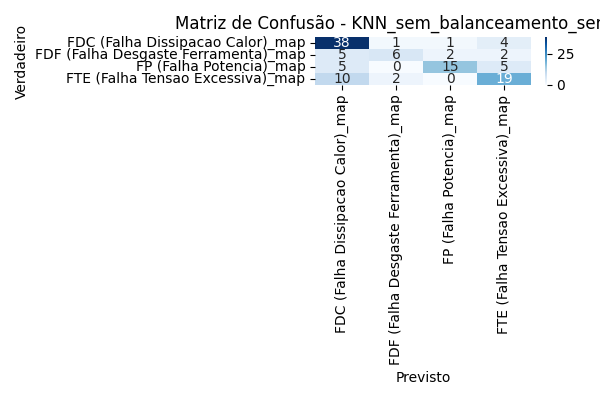 Matriz de Confusão - KNN_sem_balanceamento_ser
Verdadeiro
FDC (Falha Dissipacao Calor)_map 38 1 1 4
FDF (Falha Desgaste Ferramenta)_map 5 6 2 2
FP (Falha Potencia)_map 5 0 15 5
FTE (Falha Tensao Excessiva)_map 10 2 0 19
25
0
FDC (Falha Dissipacao Calor)_map
FDF (Falha Desgaste Ferramenta)_map
FP (Falha Potencia)_map
FTE (Falha Tensao Excessiva)_map
Previsto